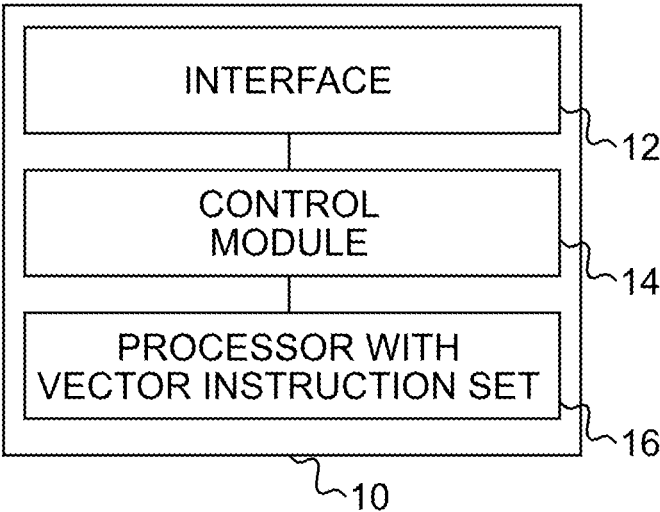 INTERFACE
12
CONTROL
MODULE
14
PROCESSOR WITH
VECTOR INSTRUCTION SET
16
10